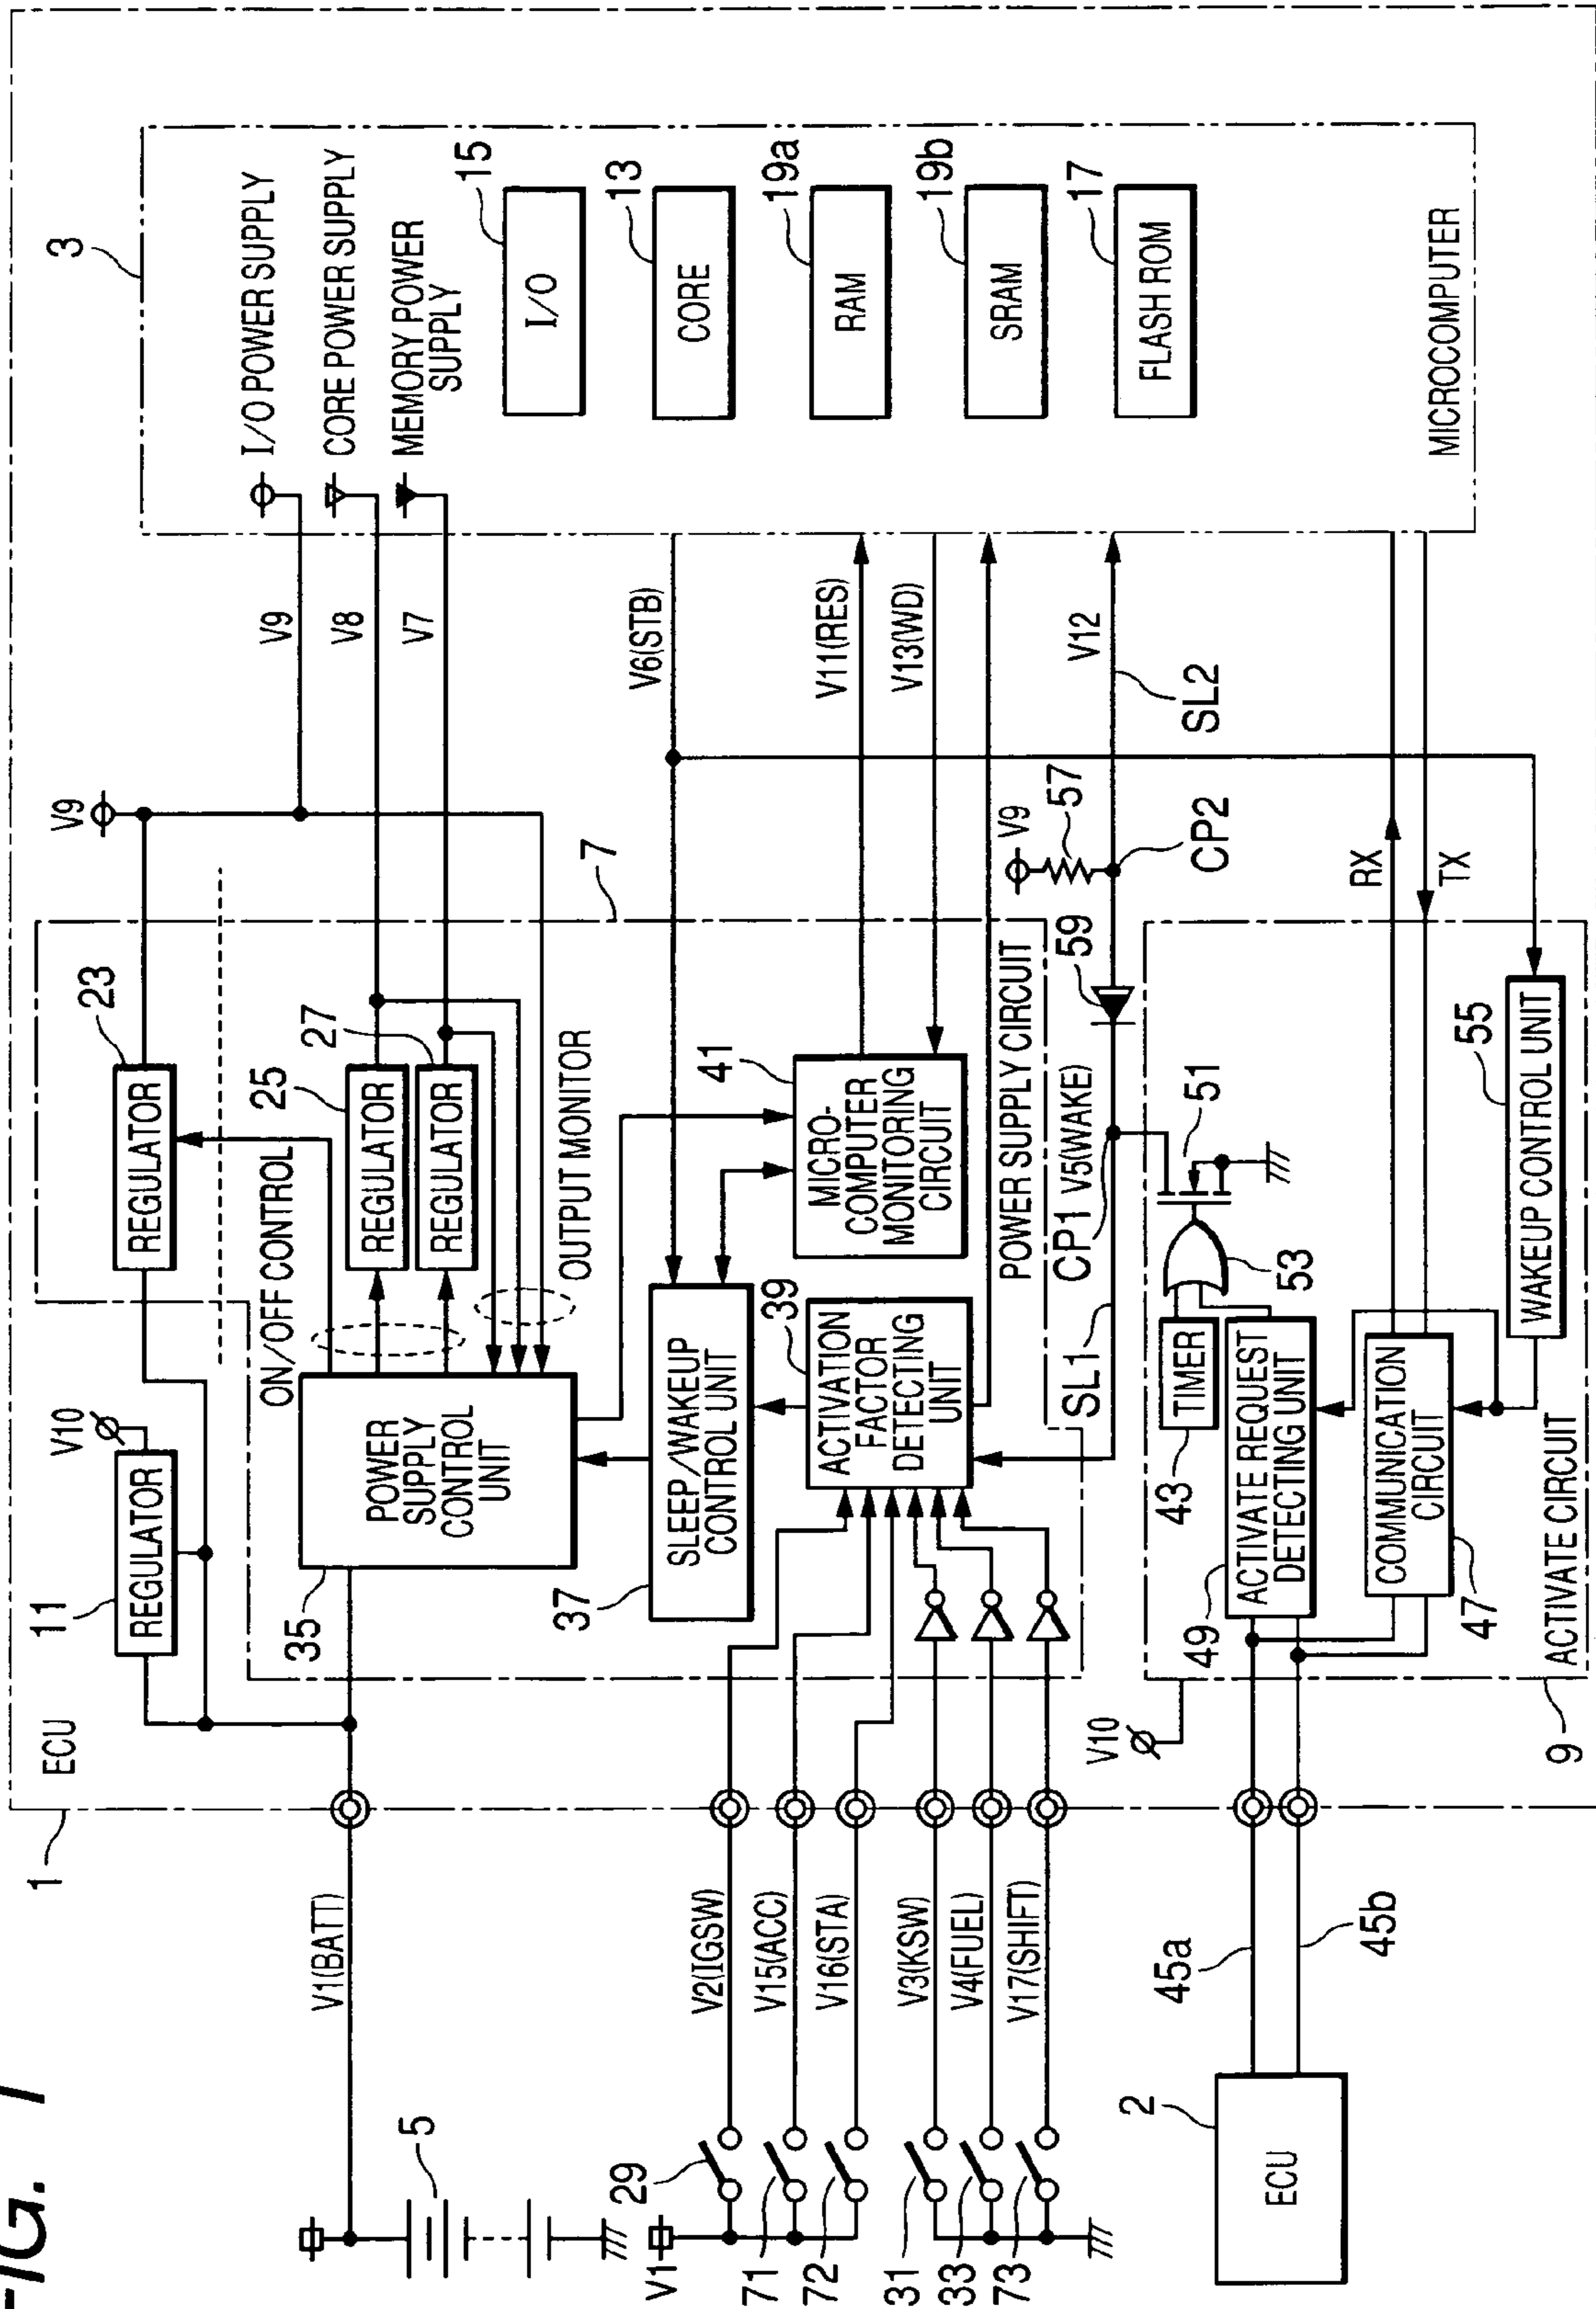 FIG. 1
1
ECU
3
V1(BATT)
5
V1
29
71
72
31
33
73
V2(IGSW)
V15(ACC)
V16(STA)
V3(KSW)
V4(FUEL)
V17(SHIFT)
2
ECU
45a
45b
11
REGULATOR
V10
23
REGULATOR
V9
ON/OFF CONTROL
25
REGULATOR
27
REGULATOR
OUTPUT MONITOR
35
POWER
SUPPLY
CONTROL
UNIT
37
SLEEP/WAKEUP
CONTROL UNIT
39
ACTIVATION
FACTOR
DETECTING
UNIT
41
MICRO-
COMPUTER
MONITORING
CIRCUIT
POWER SUPPLY CIRCUIT
7
V9
V8
V7
I/O POWER SUPPLY
CORE POWER SUPPLY
MEMORY POWER
SUPPLY
15
I/O
13
CORE
19a
RAM
19b
SRAM
17
FLASH ROM
MICROCOMPUTER
V6(STB)
V11(RES)
V13(WD)
V12
SL2
V9
57
CP2
59
CP1 V5(WAKE)
SL1
51
53
TIMER
43
49
ACTIVATE REQUEST
DETECTING UNIT
COMMUNICATION
CIRCUIT
47
55
WAKEUP CONTROL UNIT
RX
TX
V10
9
ACTIVATE CIRCUIT